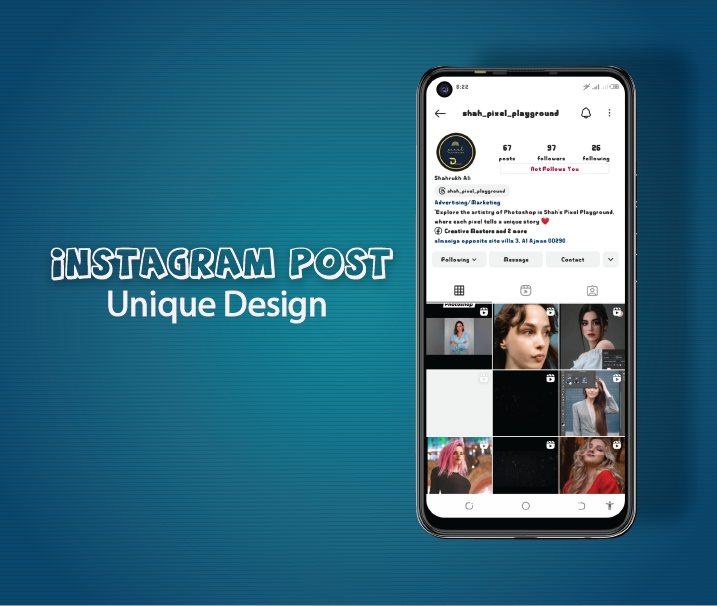 iNSTAGRAM POST
Unique Design
8:22
shah_pixel_playground
67 97 26
posts followers following
Not Follows You
Shahrukh Ali
shah_pixel_playground
Advertising/Marketing
"Explore the artistry of Photoshop in Shah's Pixel Playground,
where each pixel tells a unique story ❤️
Creative Masters and 2 more
almaniya opposite site villa 3, Al Ajman 00290
Following Message Contact
Photoshop